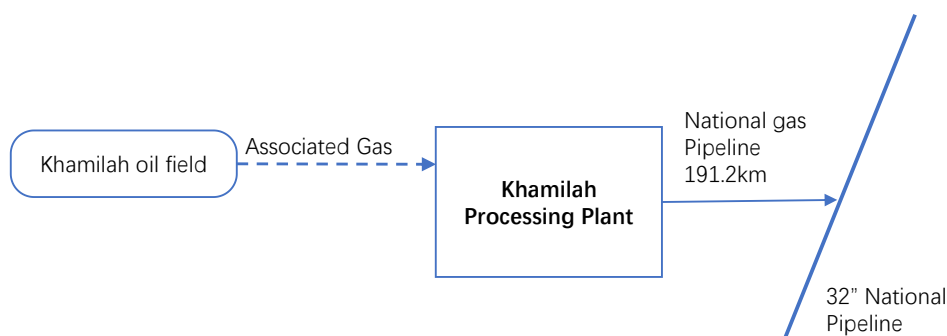 Khamilah oil field
Associated Gas
Khamilah
Processing Plant
National gas
Pipeline
191.2km
32” National
Pipeline